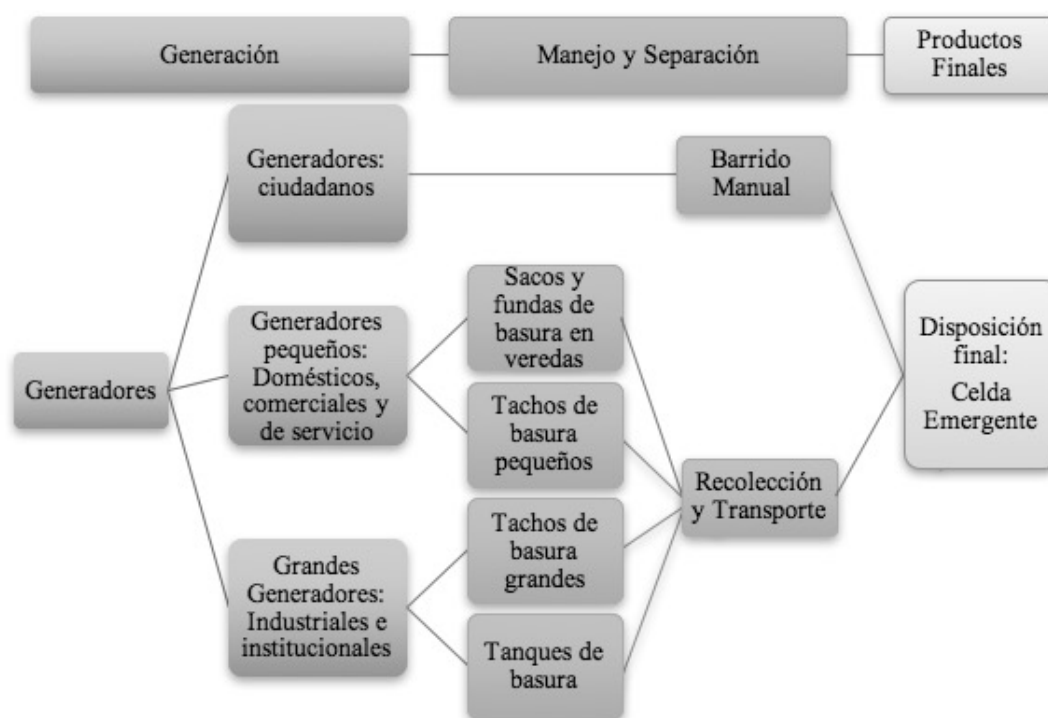 Generación
Manejo y Separación
Productos
Finales
Generadores:
ciudadanos
Barrido
Manual
Generadores
Generadores
pequeños:
Domésticos,
comerciales y
de servicio
Sacos y
fundas de
basura en
veredas
Tachos de
basura
pequeños
Grandes
Generadores:
Industriales e
institucionales
Tachos de
basura
grandes
Tanques de
basura
Recolección
y Transporte
Disposición
final:
Celda
Emergente